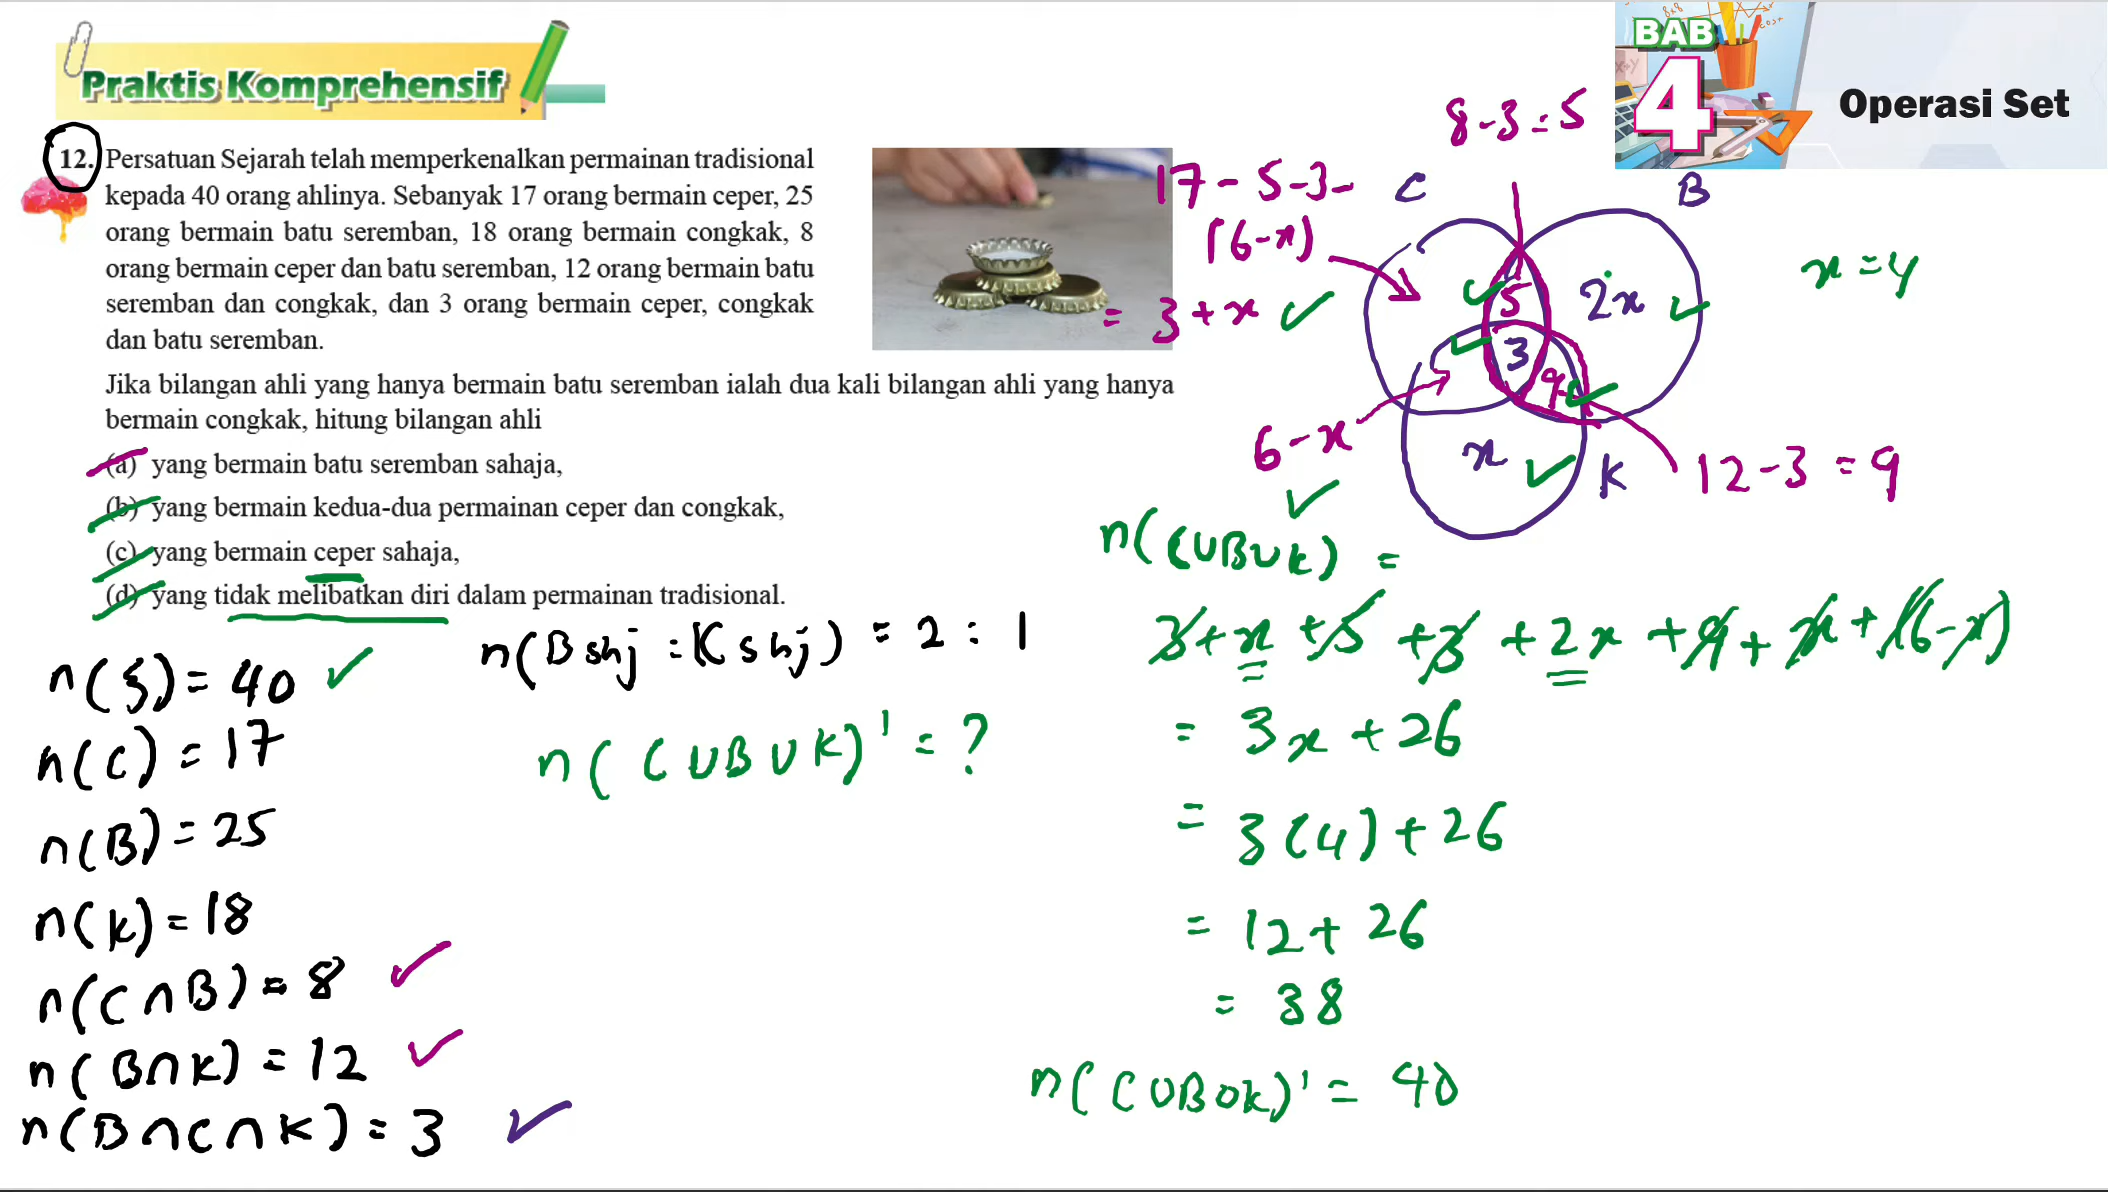 Praktis Komprehensif
BAB
4
Operasi Set
12. Persatuan Sejarah telah memperkenalkan permainan tradisional
kepada 40 orang ahlinya. Sebanyak 17 orang bermain ceper, 25
orang bermain batu seremban, 18 orang bermain congkak, 8
orang bermain ceper dan batu seremban, 12 orang bermain batu
seremban dan congkak, dan 3 orang bermain ceper, congkak
dan batu seremban.
Jika bilangan ahli yang hanya bermain batu seremban ialah dua kali bilangan ahli yang hanya
bermain congkak, hitung bilangan ahli
(a) yang bermain batu seremban sahaja,
(b) yang bermain kedua-dua permainan ceper dan congkak,
(c) yang bermain ceper sahaja,
(d) yang tidak melibatkan diri dalam permainan tradisional.
n(ξ) = 40
n(C) = 17
n(B) = 25
n(K) = 18
n(C∩B) = 8
n(B∩K) = 12
n(B∩C∩K) = 3
n(B shj : K shj) = 2 : 1
n(C∪B∪K)' = ?
8-3=5
17-5-3-
(6-x)
= 3+x
C
B
5
2x
3
9
x
K
6-x
12-3=9
x=4
n(C∪B∪K) =
3+x+5+3+2x+9+x+(6-x)
= 3x+26
= 3(4)+26
= 12+26
= 38
n(C∪B∪K)' = 40